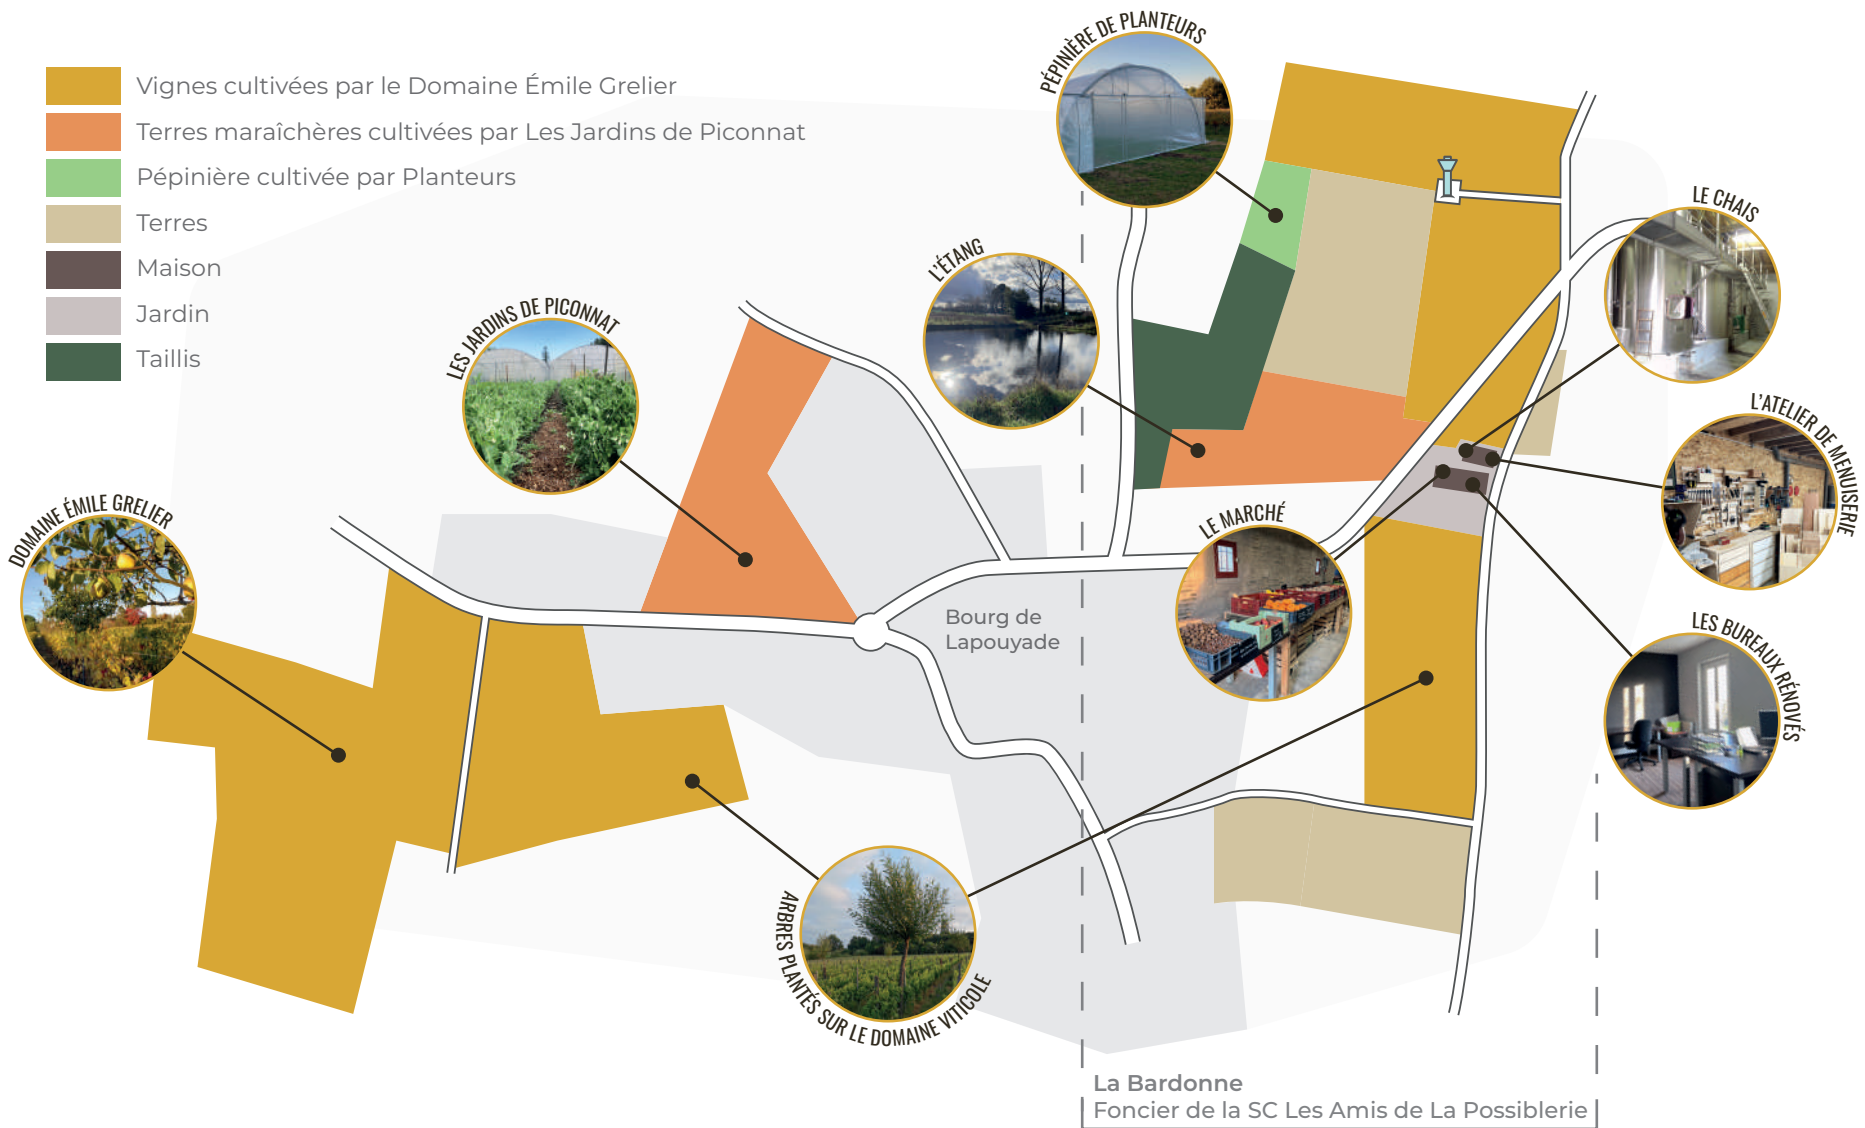 Vignes cultivées par le Domaine Émile Grelier
Terres maraîchères cultivées par Les Jardins de Piconnat
Pépinière cultivée par Planteurs
Terres
Maison
Jardin
Taillis
PÉPINIÈRE DE PLANTEURS
LE CHAIS
L'ÉTANG
LES JARDINS DE PICONNAT
L'ATELIER DE MENUISERIE
DOMAINE ÉMILE GRELIER
LE MARCHÉ
Bourg de
Lapouyade
LES BUREAUX RÉNOVÉS
ARBRES PLANTÉS SUR LE DOMAINE VITICOLE
La Bardonne
Foncier de la SC Les Amis de La Possiblerie